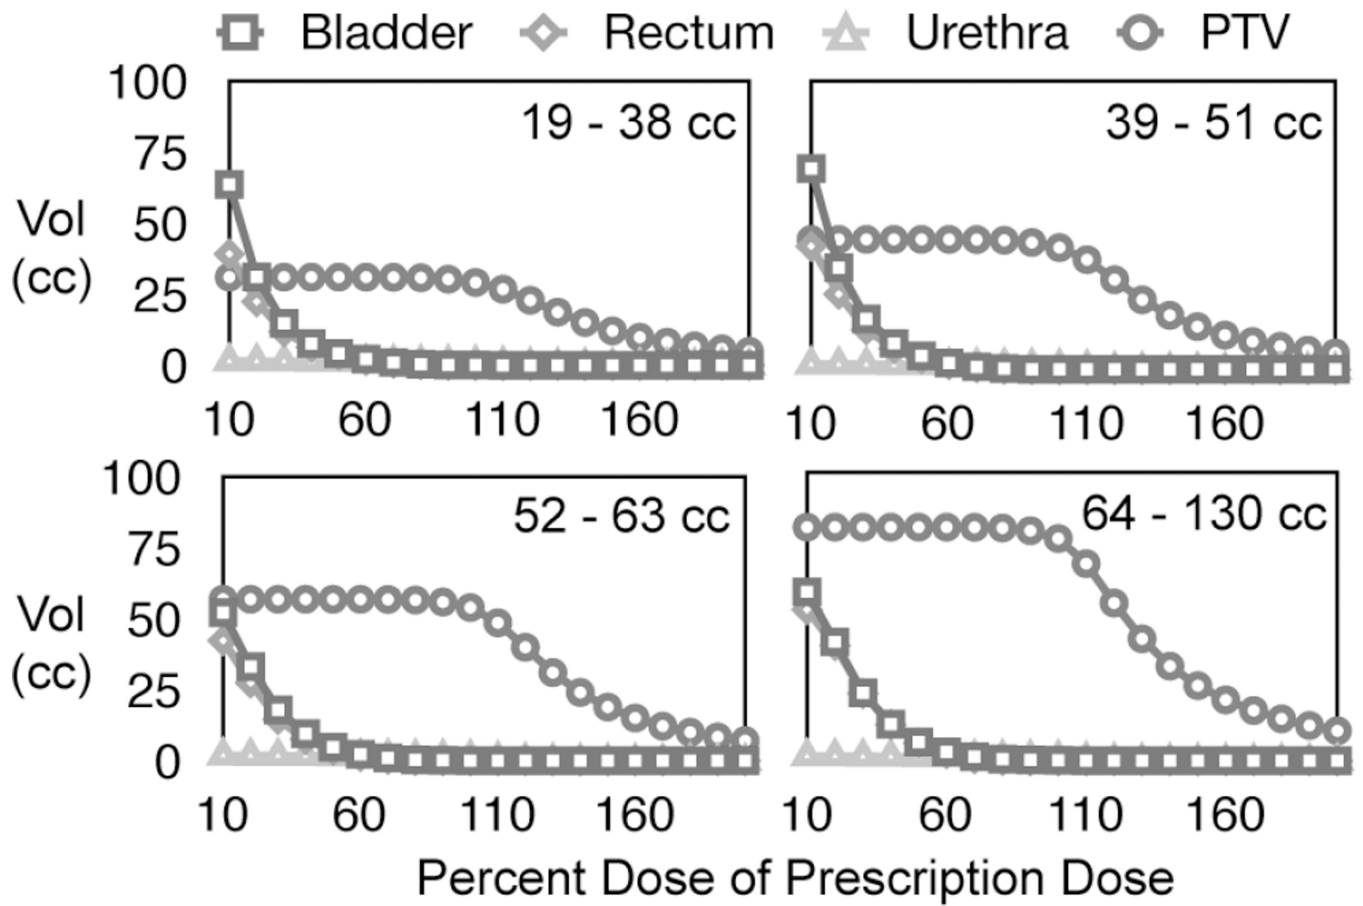 Bladder Rectum Urethra PTV
100
75
50
25
0
Vol
(cc)
19 - 38 cc
39 - 51 cc
10 60 110 160
10 60 110 160
100
75
50
25
0
Vol
(cc)
52 - 63 cc
64 - 130 cc
10 60 110 160
10 60 110 160
Percent Dose of Prescription Dose